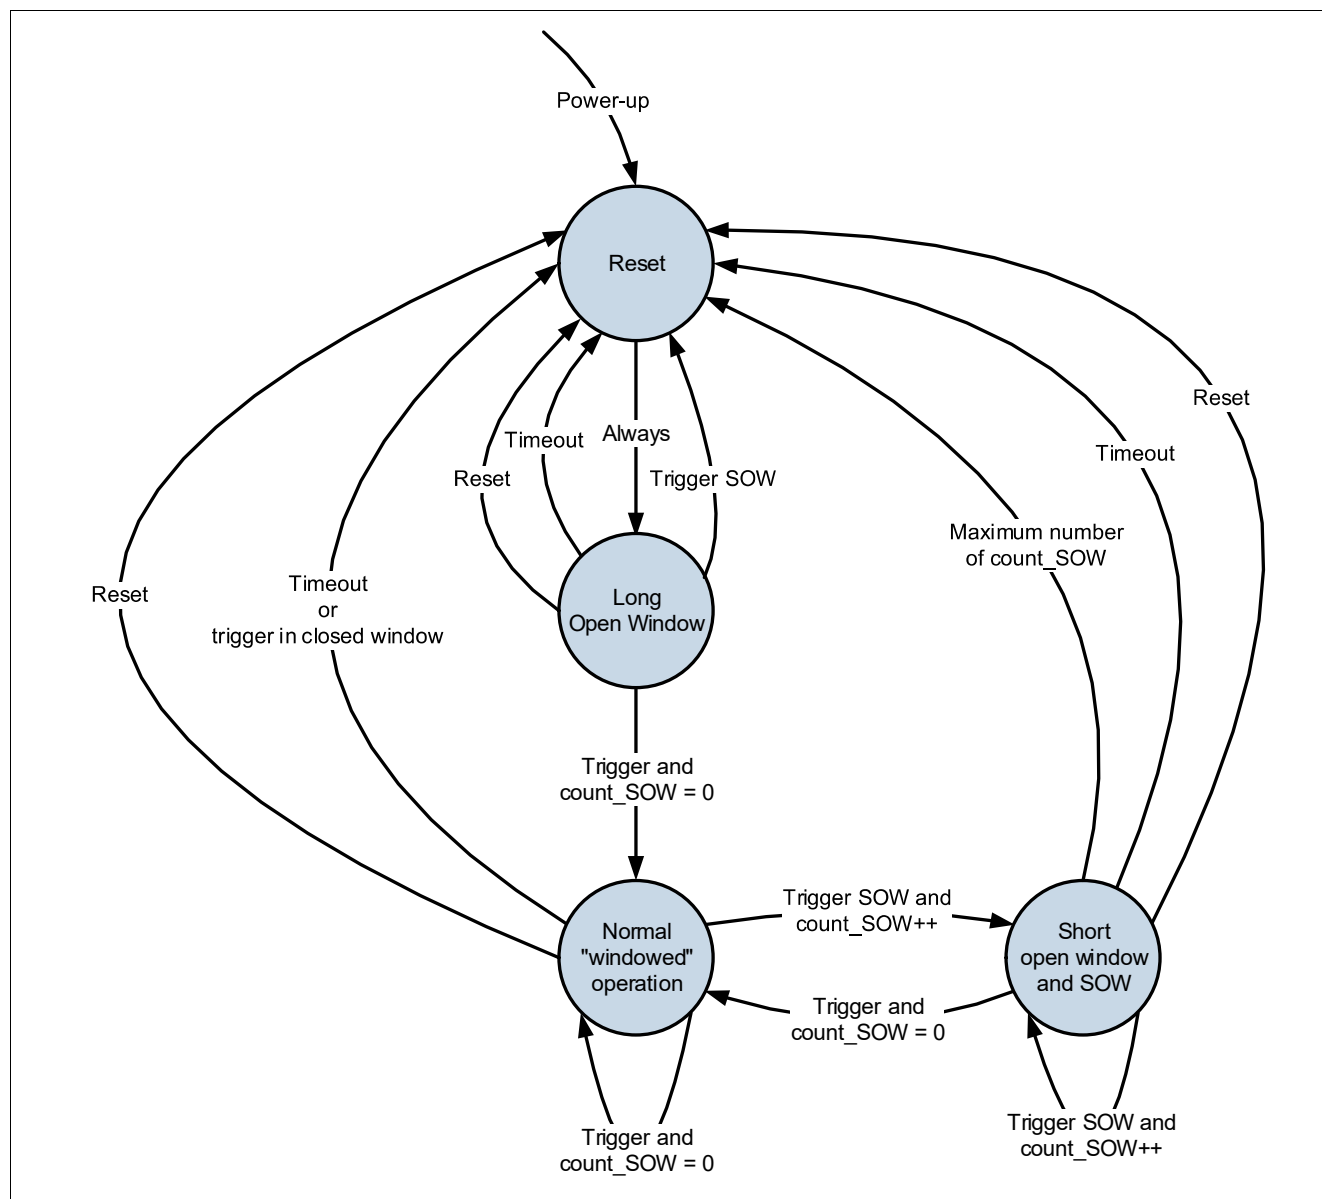 Power-up
Reset
Reset
Always
Timeout
Timeout
Reset
Trigger SOW
Maximum number
of count_SOW
Timeout
or
trigger in closed window
Reset
Long
Open Window
Trigger and
count_SOW = 0
Trigger SOW and
count_SOW++
Normal
"windowed"
operation
Short
open window
and SOW
Trigger and
count_SOW = 0
Trigger and
count_SOW = 0
Trigger SOW and
count_SOW++